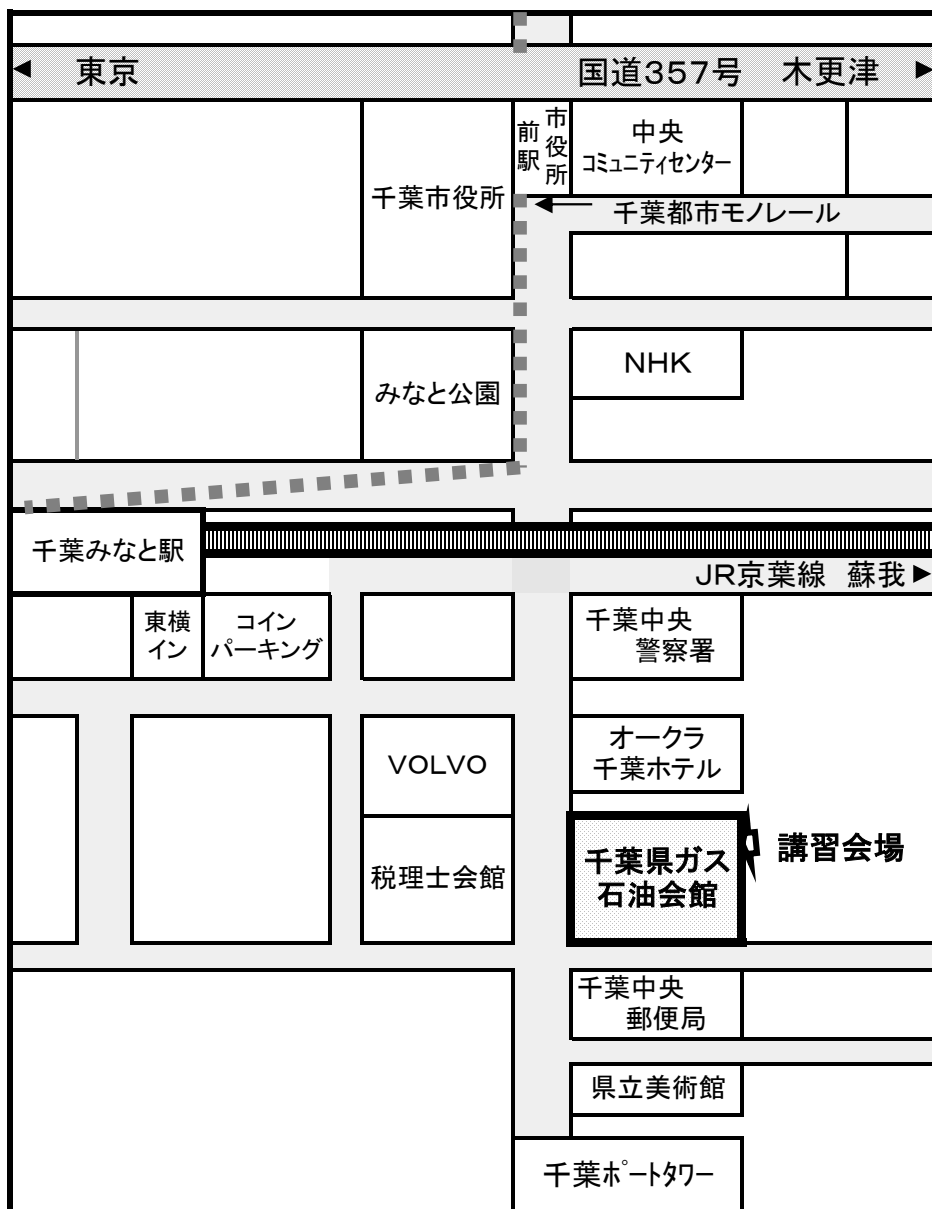 ◀ 東京
国道357号 木更津 ▶
市役所
前駅
中央
コミュニティセンター
千葉市役所
千葉都市モノレール
NHK
みなと公園
千葉みなと駅
JR京葉線 蘇我▶
東横
イン
コイン
パーキング
千葉中央
警察署
VOLVO
オークラ
千葉ホテル
税理士会館
千葉県ガス
石油会館
講習会場
千葉中央
郵便局
県立美術館
千葉ポートタワー